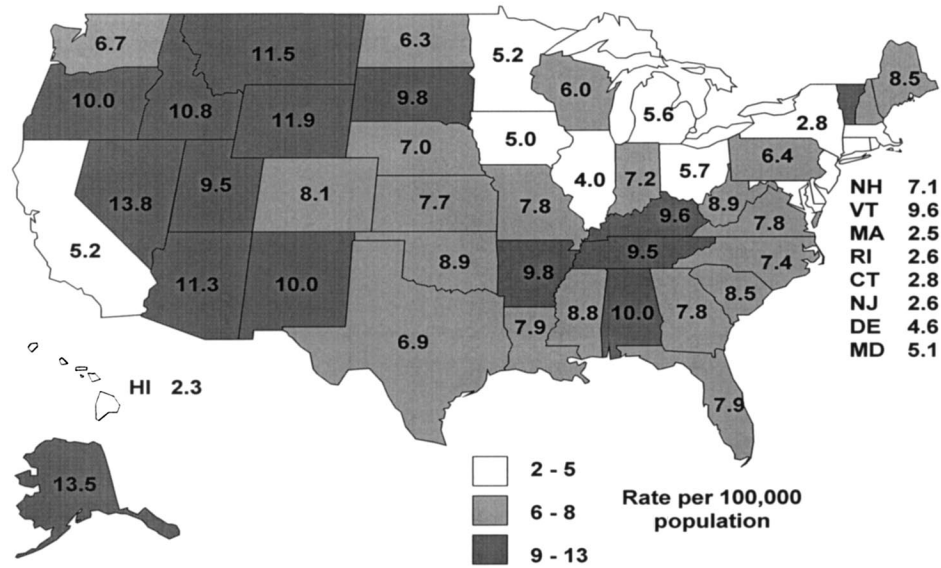 6.7
11.5
6.3
5.2
8.5
10.0
10.8
9.8
6.0
5.6
2.8
11.9
5.0
7.0
6.4
9.5
8.1
4.0
7.2
5.7
NH 7.1
13.8
7.7
7.8
9.6
8.9
7.8
VT 9.6
MA 2.5
5.2
8.9
9.5
7.4
RI 2.6
11.3
10.0
9.8
CT 2.8
8.5
NJ 2.6
8.8
10.0
7.8
DE 4.6
6.9
7.9
MD 5.1
HI 2.3
7.9
13.5
2 - 5
6 - 8
9 - 13
Rate per 100,000
population